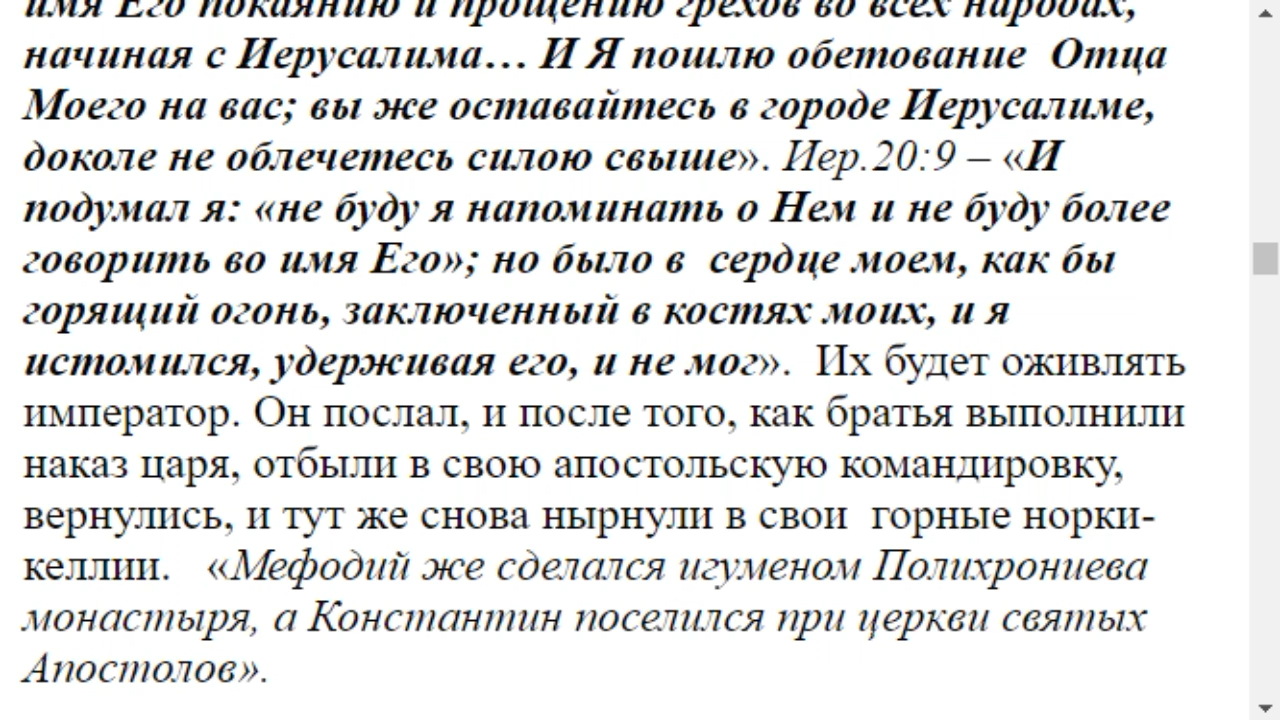 имя Его покаянию и прощению грехов во всех народах,
начиная с Иерусалима… И Я пошлю обетование  Отца
Моего на вас; вы же оставайтесь в городе Иерусалиме,
доколе не облечетесь силою свыше». Иер.20:9 – «И
подумал я: «не буду я напоминать о Нем и не буду более
говорить во имя Его»; но было в  сердце моем, как бы
горящий огонь, заключенный в костях моих, и я
истомился, удерживая его, и не мог».  Их будет оживлять
император. Он послал, и после того, как братья выполнили
наказ царя, отбыли в свою апостольскую командировку,
вернулись, и тут же снова нырнули в свои  горные норки-
келлии.   «Мефодий же сделался игуменом Полихрониева
монастыря, а Константин поселился при церкви святых
Апостолов».